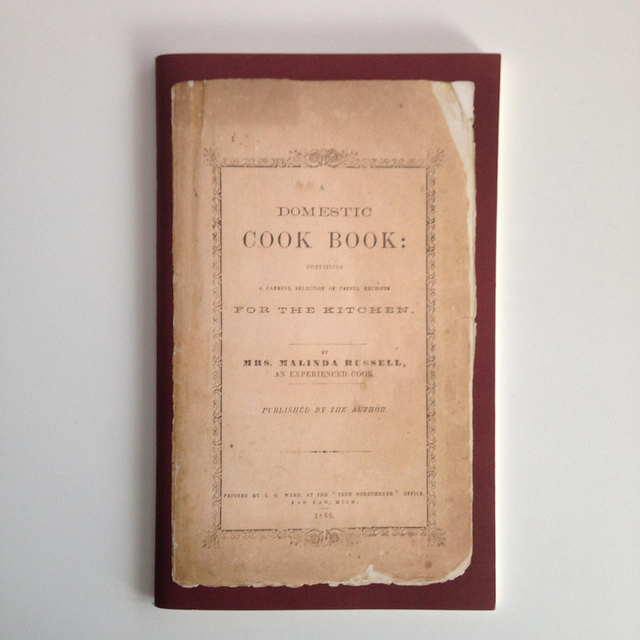 A
DOMESTIC
COOK BOOK:
CONTAINING
A CAREFUL SELECTION OF USEFUL RECEIPTS
FOR THE KITCHEN.
BY
MRS. MALINDA RUSSELL,
AN EXPERIENCED COOK.
PUBLISHED BY THE AUTHOR.
PRINTED BY T. O. WARD, AT THE "TRUE NORTHERNER" OFFICE,
PAW PAW, MICH.
1866.